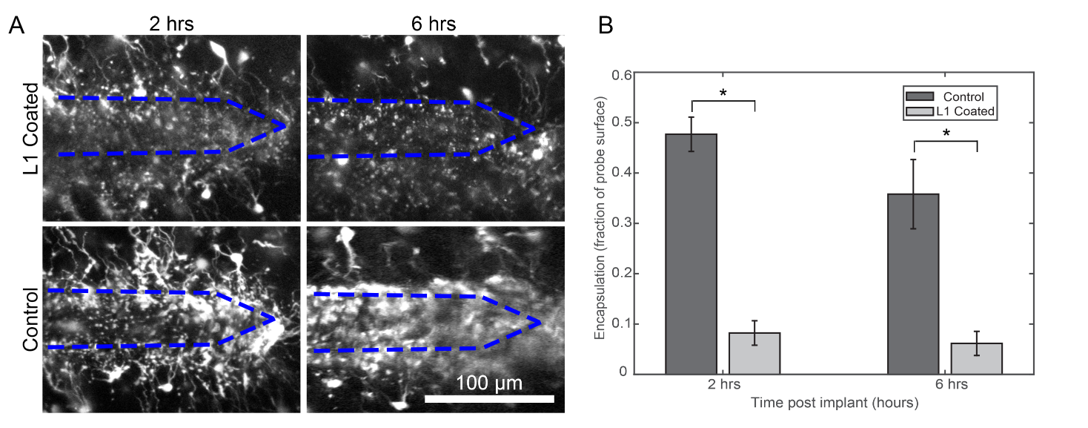 A
2 hrs
6 hrs
L1 Coated
Control
100 µm
B
Encapsulation (fraction of probe surface)
0.6
0.5
0.4
0.3
0.2
0.1
0
*
*
Control
L1 Coated
2 hrs
6 hrs
Time post implant (hours)